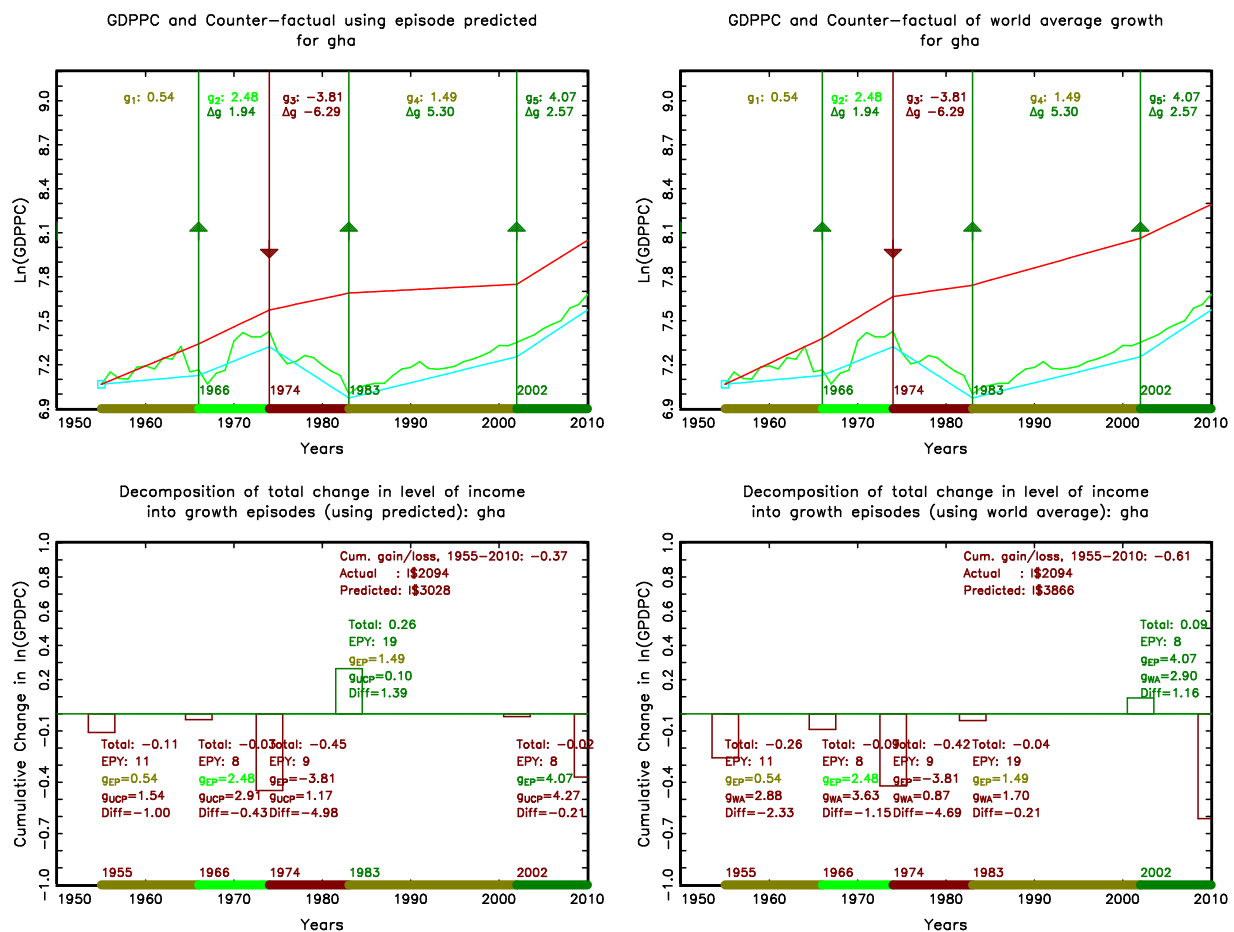 GDPPC and Counter-factual using episode predicted
for gha
g1: 0.54
g2: 2.48
Δg 1.94
g3: -3.81
Δg -6.29
g4: 1.49
Δg 5.30
g5: 4.07
Δg 2.57
Ln(GDPPC)
9.0
8.7
8.4
8.1
7.8
7.5
7.2
6.9
1966
1974
1983
2002
1950 1960 1970 1980 1990 2000 2010
Years
GDPPC and Counter-factual of world average growth
for gha
g1: 0.54
g2: 2.48
Δg 1.94
g3: -3.81
Δg -6.29
g4: 1.49
Δg 5.30
g5: 4.07
Δg 2.57
Ln(GDPPC)
9.0
8.7
8.4
8.1
7.8
7.5
7.2
6.9
1966
1974
1983
2002
1950 1960 1970 1980 1990 2000 2010
Years
Decomposition of total change in level of income
into growth episodes (using predicted): gha
Cum. gain/loss, 1955-2010: -0.37
Actual : I$2094
Predicted: I$3028
Total: 0.26
EPY: 19
gEP=1.49
gUCP=0.10
Diff=1.39
Total: -0.11
EPY: 11
gEP=0.54
gUCP=1.54
Diff=-1.00
Total: -0.03
EPY: 8
gEP=2.48
gUCP=2.91
Diff=-0.43
Total: -0.45
EPY: 9
gEP=-3.81
gUCP=1.17
Diff=-4.98
Total: -0.02
EPY: 8
gEP=4.07
gUCP=4.27
Diff=-0.21
Cumulative Change in ln(GPDPC)
1.0
0.8
0.6
0.4
0.2
-0.1
-0.4
-0.7
-1.0
1955
1966
1974
1983
2002
1950 1960 1970 1980 1990 2000 2010
Years
Decomposition of total change in level of income
into growth episodes (using world average): gha
Cum. gain/loss, 1955-2010: -0.61
Actual : I$2094
Predicted: I$3866
Total: 0.09
EPY: 8
gEP=4.07
gWA=2.90
Diff=1.16
Total: -0.26
EPY: 11
gEP=0.54
gWA=2.88
Diff=-2.33
Total: -0.09
EPY: 8
gEP=2.48
gWA=3.63
Diff=-1.15
Total: -0.42
EPY: 9
gEP=-3.81
gWA=0.87
Diff=-4.69
Total: -0.04
EPY: 19
gEP=1.49
gWA=1.70
Diff=-0.21
Cumulative Change in ln(GPDPC)
1.0
0.8
0.6
0.4
0.2
-0.1
-0.4
-0.7
-1.0
1955
1966
1974
1983
2002
1950 1960 1970 1980 1990 2000 2010
Years